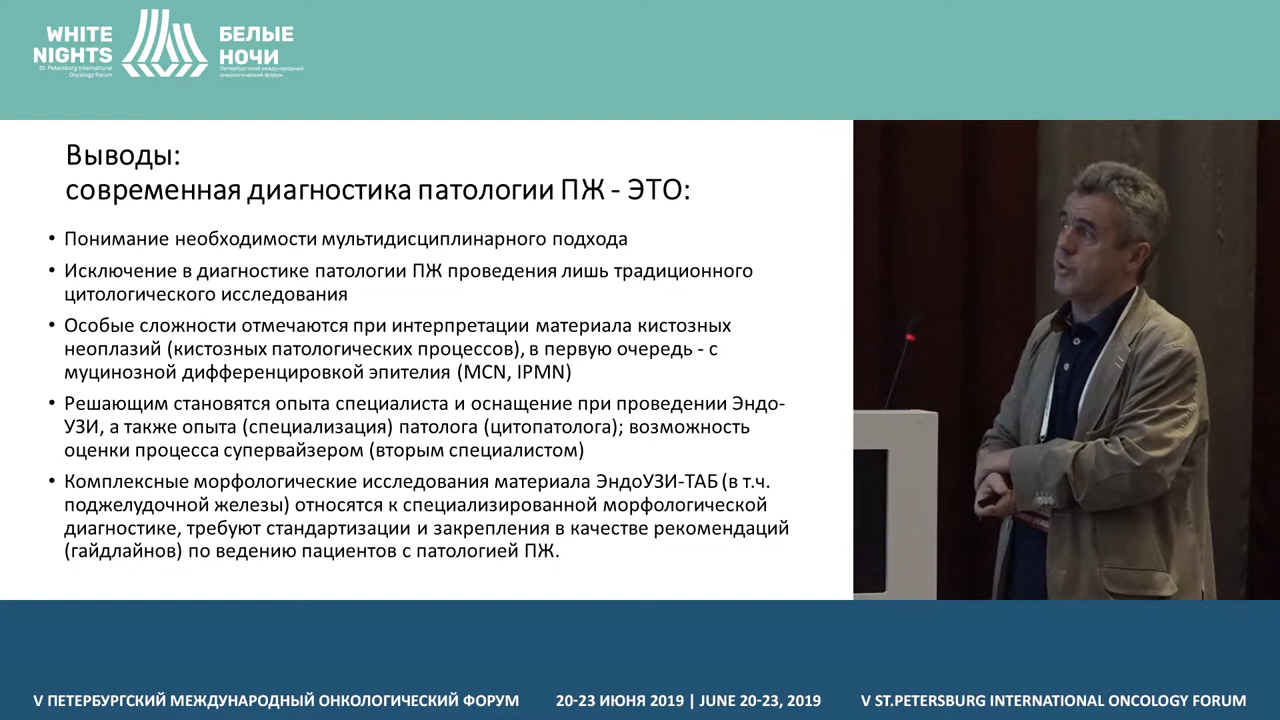 WHITE
NIGHTS
St. Petersburg International
Oncology Forum
БЕЛЫЕ
НОЧИ
Петербургский международный
онкологический форум
Выводы:
современная диагностика патологии ПЖ - ЭТО:
• Понимание необходимости мультидисциплинарного подхода
• Исключение в диагностике патологии ПЖ проведения лишь традиционного
цитологического исследования
• Особые сложности отмечаются при интерпретации материала кистозных
неоплазий (кистозных патологических процессов), в первую очередь - с
муцинозной дифференцировкой эпителия (MCN, IPMN)
• Решающим становятся опыта специалиста и оснащение при проведении Эндо-
УЗИ, а также опыта (специализация) патолога (цитопатолога); возможность
оценки процесса супервайзером (вторым специалистом)
• Комплексные морфологические исследования материала ЭндоУЗИ-ТАБ (в т.ч.
поджелудочной железы) относятся к специализированной морфологической
диагностике, требуют стандартизации и закрепления в качестве рекомендаций
(гайдлайнов) по ведению пациентов с патологией ПЖ.
V ПЕТЕРБУРГСКИЙ МЕЖДУНАРОДНЫЙ ОНКОЛОГИЧЕСКИЙ ФОРУМ
20-23 ИЮНЯ 2019 | JUNE 20-23, 2019
V ST.PETERSBURG INTERNATIONAL ONCOLOGY FORUM